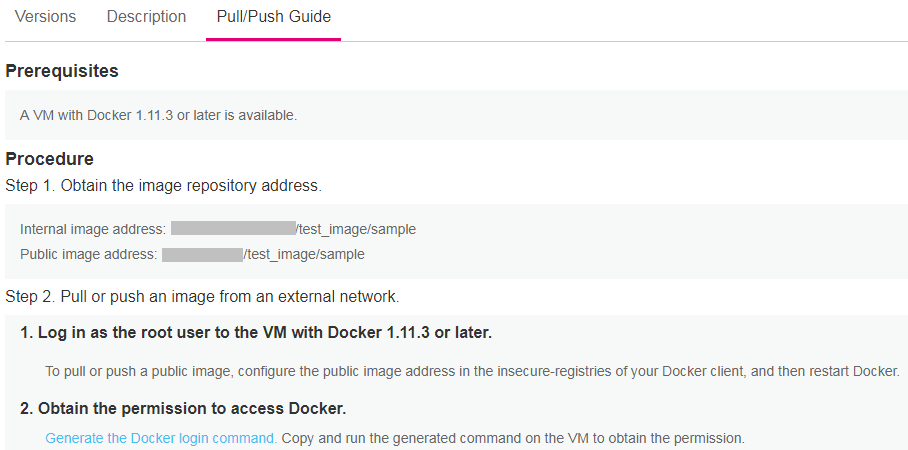 Versions Description Pull/Push Guide
Prerequisites
A VM with Docker 1.11.3 or later is available.
Procedure
Step 1. Obtain the image repository address.
Internal image address: /test_image/sample
Public image address: /test_image/sample
Step 2. Pull or push an image from an external network.
1. Log in as the root user to the VM with Docker 1.11.3 or later.
To pull or push a public image, configure the public image address in the insecure-registries of your Docker client, and then restart Docker.
2. Obtain the permission to access Docker.
Generate the Docker login command. Copy and run the generated command on the VM to obtain the permission.